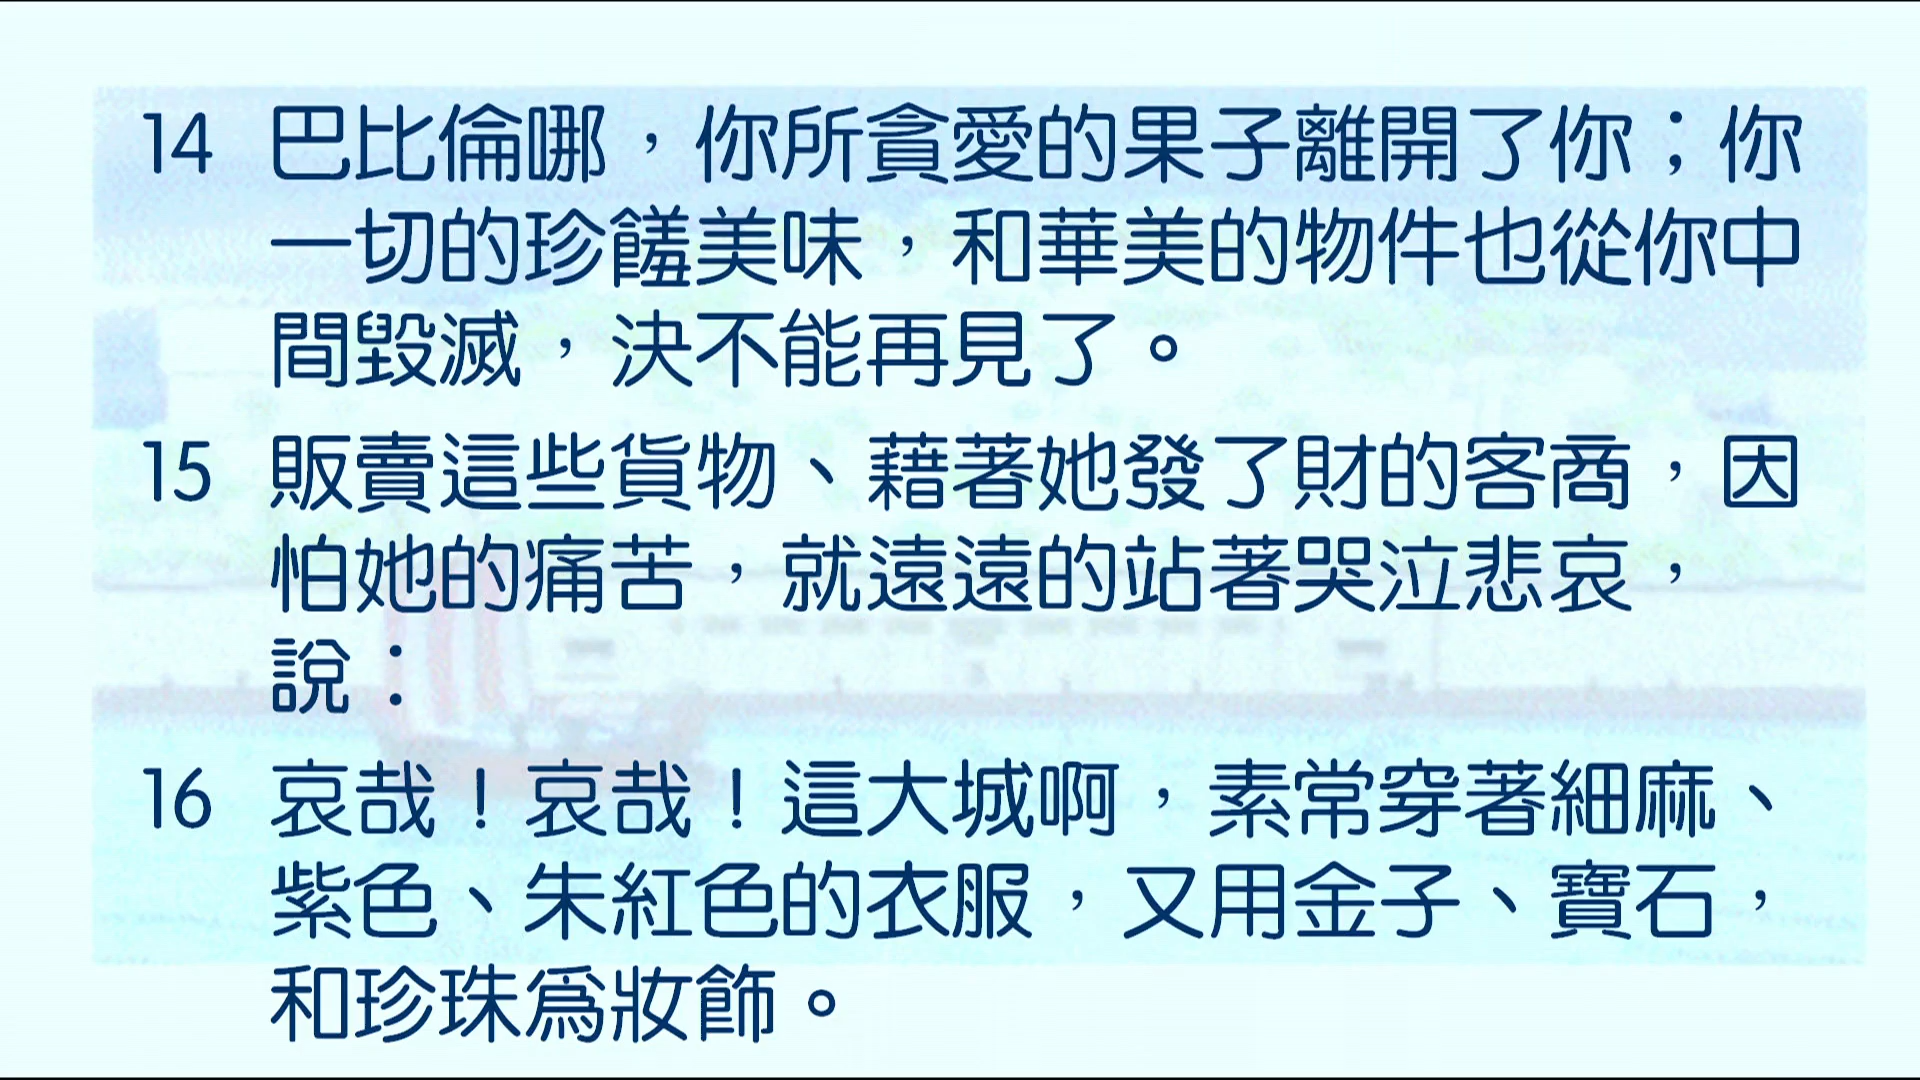 14 巴比倫哪，你所貪愛的果子離開了你；你
一切的珍饈美味，和華美的物件也從你中
間毀滅，決不能再見了。
15 販賣這些貨物、藉著她發了財的客商，因
怕她的痛苦，就遠遠的站著哭泣悲哀，
說：
16 哀哉！哀哉！這大城啊，素常穿著細麻、
紫色、朱紅色的衣服，又用金子、寶石，
和珍珠為妝飾。